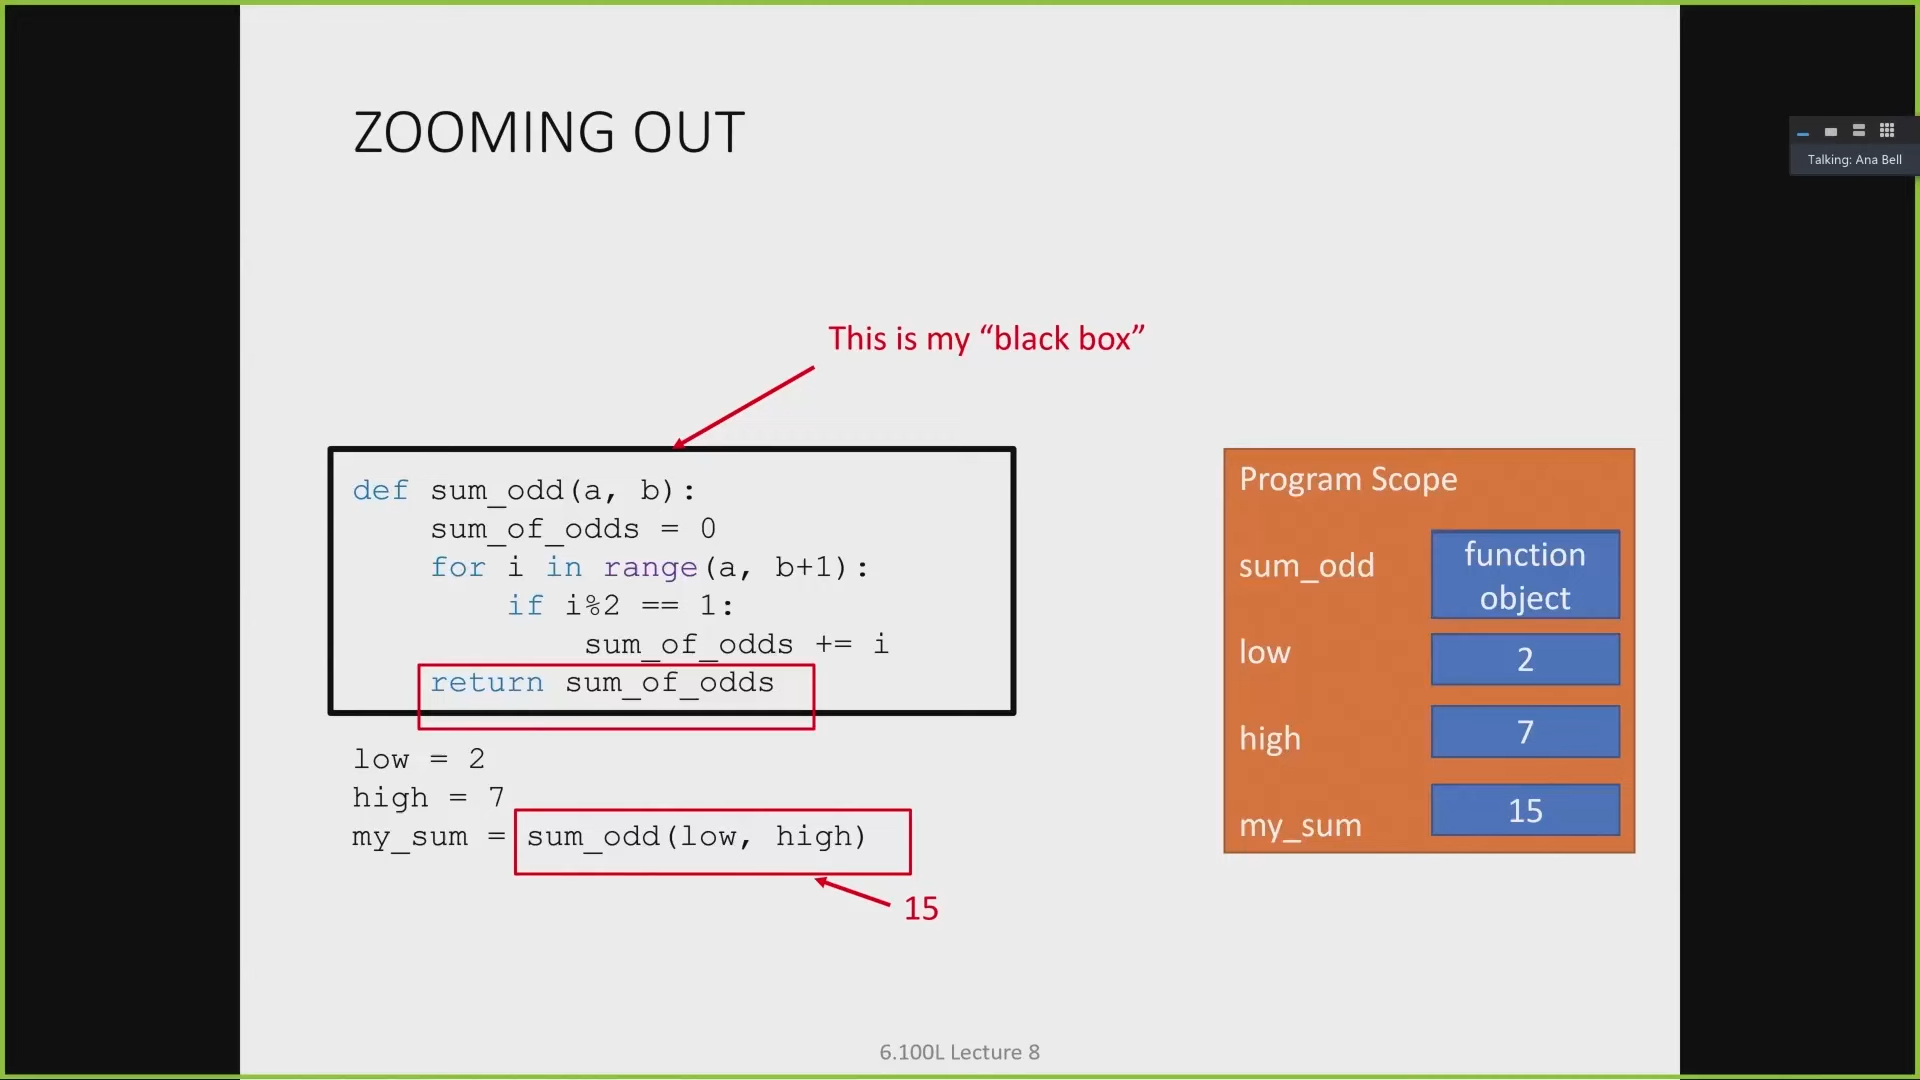 ZOOMING OUT
Talking: Ana Bell
This is my “black box”
def sum_odd(a, b):
    sum_of_odds = 0
    for i in range(a, b+1):
        if i%2 == 1:
            sum_of_odds += i
    return sum_of_odds
low = 2
high = 7
my_sum = sum_odd(low, high)
15
Program Scope
sum_odd
function
object
low
2
high
7
my_sum
15
6.100L Lecture 8